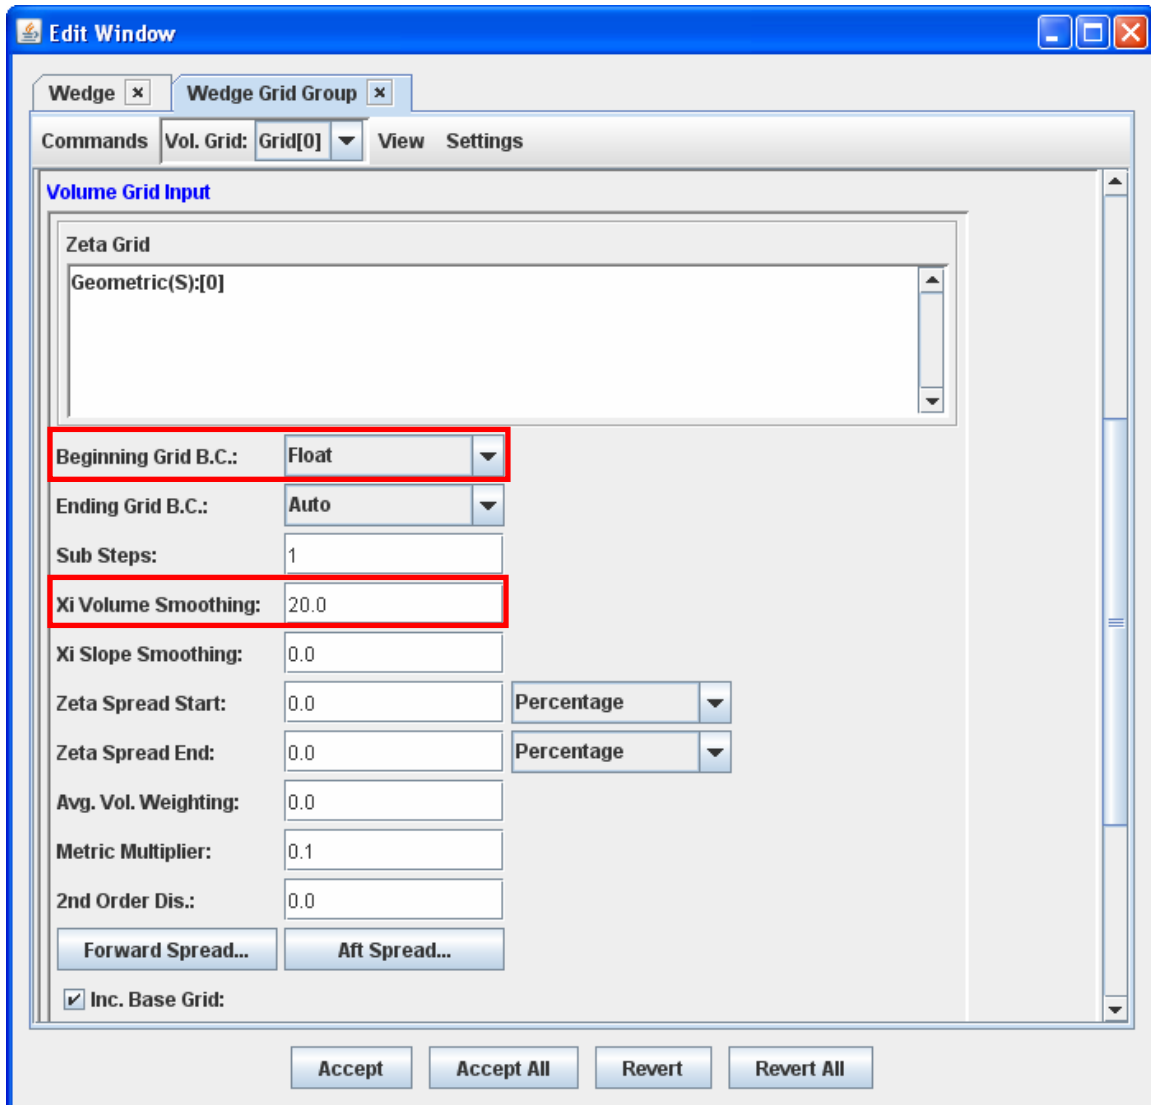 Edit Window
Wedge Wedge Grid Group
Commands Vol. Grid: Grid[0] View Settings
Volume Grid Input
Zeta Grid
Geometric(S):[0]
Beginning Grid B.C.: Float
Ending Grid B.C.: Auto
Sub Steps: 1
Xi Volume Smoothing: 20.0
Xi Slope Smoothing: 0.0
Zeta Spread Start: 0.0 Percentage
Zeta Spread End: 0.0 Percentage
Avg. Vol. Weighting: 0.0
Metric Multiplier: 0.1
2nd Order Dis.: 0.0
Forward Spread... Aft Spread...
Inc. Base Grid:
Accept Accept All Revert Revert All